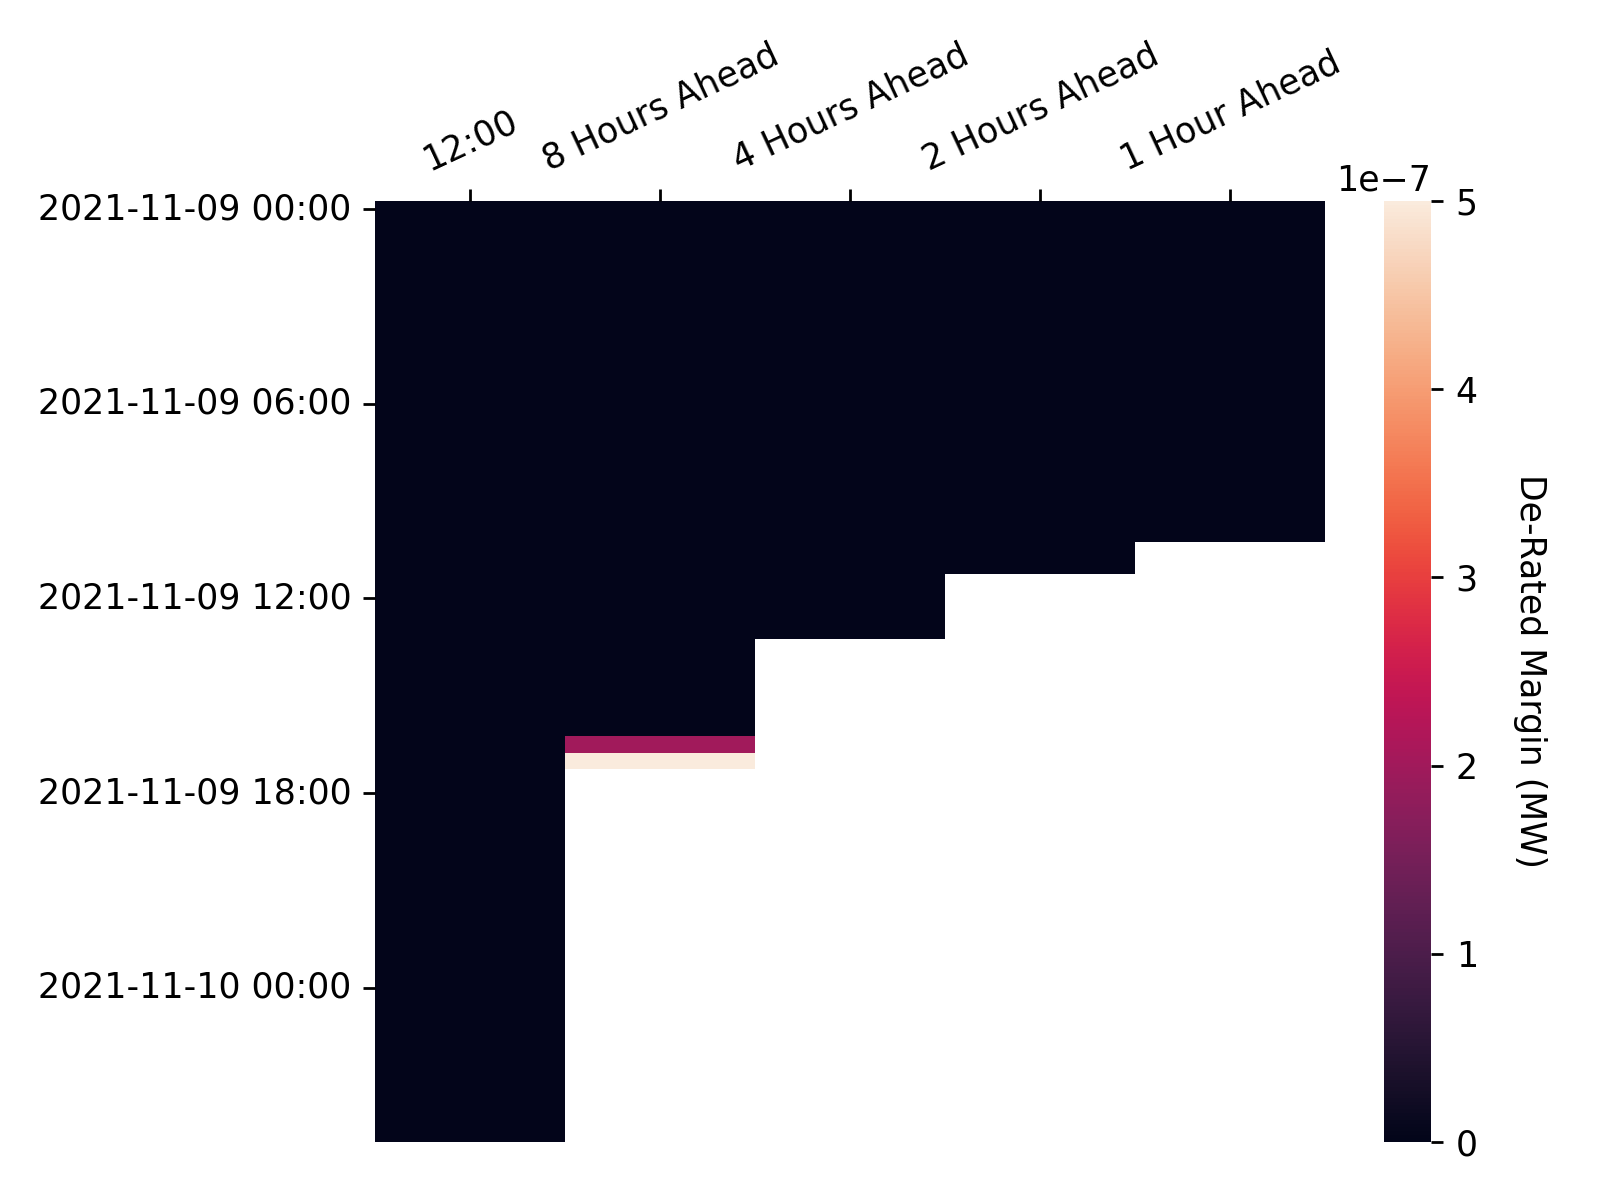 12:00
8 Hours Ahead
4 Hours Ahead
2 Hours Ahead
1 Hour Ahead
2021-11-09 00:00
2021-11-09 06:00
2021-11-09 12:00
2021-11-09 18:00
2021-11-10 00:00
1e−7
5
4
3
2
1
0
De-Rated Margin (MW)